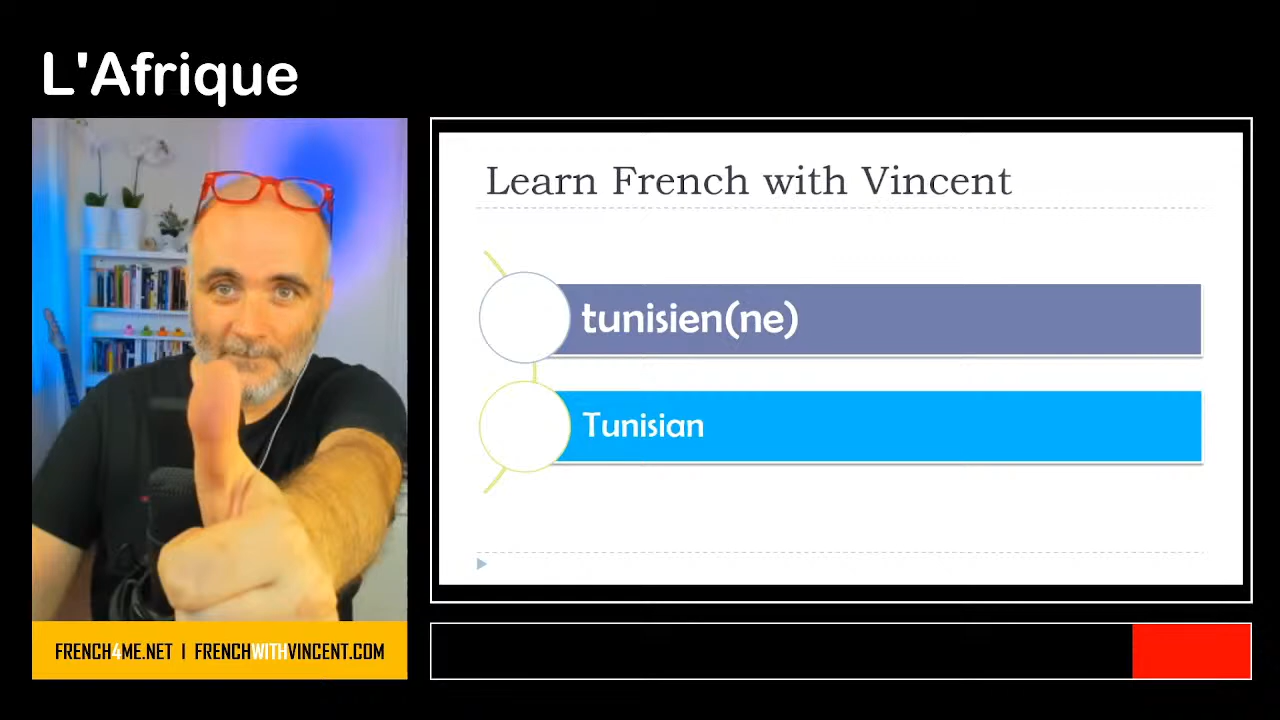 L'Afrique
Learn French with Vincent
tunisien(ne)
Tunisian
FRENCH4ME.NET I FRENCHWITHVINCENT.COM